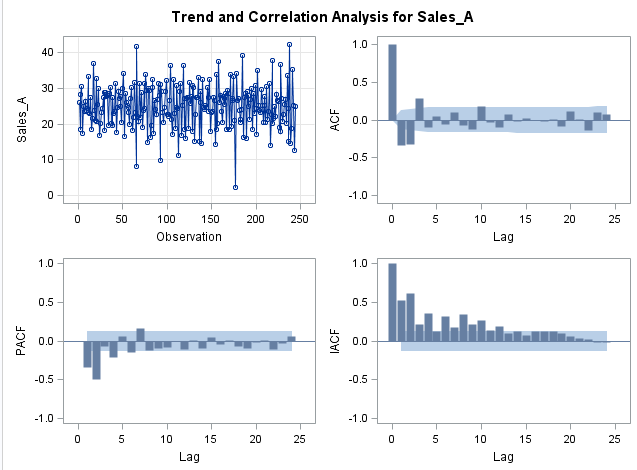 Trend and Correlation Analysis for Sales_A
Sales_A
40
30
20
10
0
0 50 100 150 200 250
Observation
ACF
1.0
0.5
0.0
-0.5
-1.0
0 5 10 15 20 25
Lag
PACF
1.0
0.5
0.0
-0.5
-1.0
0 5 10 15 20 25
Lag
IACF
1.0
0.5
0.0
-0.5
-1.0
0 5 10 15 20 25
Lag